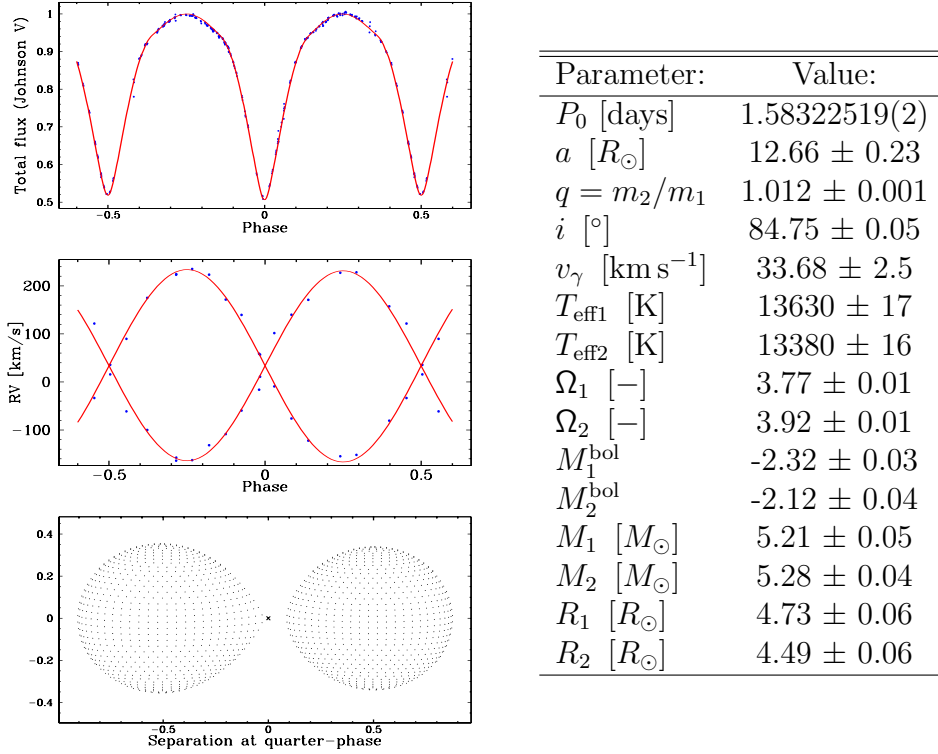 Total flux (Johnson V)
1
0.9
0.8
0.7
0.6
0.5
−0.5
0
0.5
Phase
RV [km/s]
200
100
0
−100
−0.5
0
0.5
Phase
0.4
0.2
0
-0.2
-0.4
-0.5
0
0.5
Separation at quarter-phase
Parameter: Value:
P₀ [days] 1.58322519(2)
a [R☉] 12.66 ± 0.23
q = m₂/m₁ 1.012 ± 0.001
i [°] 84.75 ± 0.05
vᵧ [km s⁻¹] 33.68 ± 2.5
T_eff1 [K] 13630 ± 17
T_eff2 [K] 13380 ± 16
Ω₁ [−] 3.77 ± 0.01
Ω₂ [−] 3.92 ± 0.01
M₁^bol -2.32 ± 0.03
M₂^bol -2.12 ± 0.04
M₁ [M☉] 5.21 ± 0.05
M₂ [M☉] 5.28 ± 0.04
R₁ [R☉] 4.73 ± 0.06
R₂ [R☉] 4.49 ± 0.06